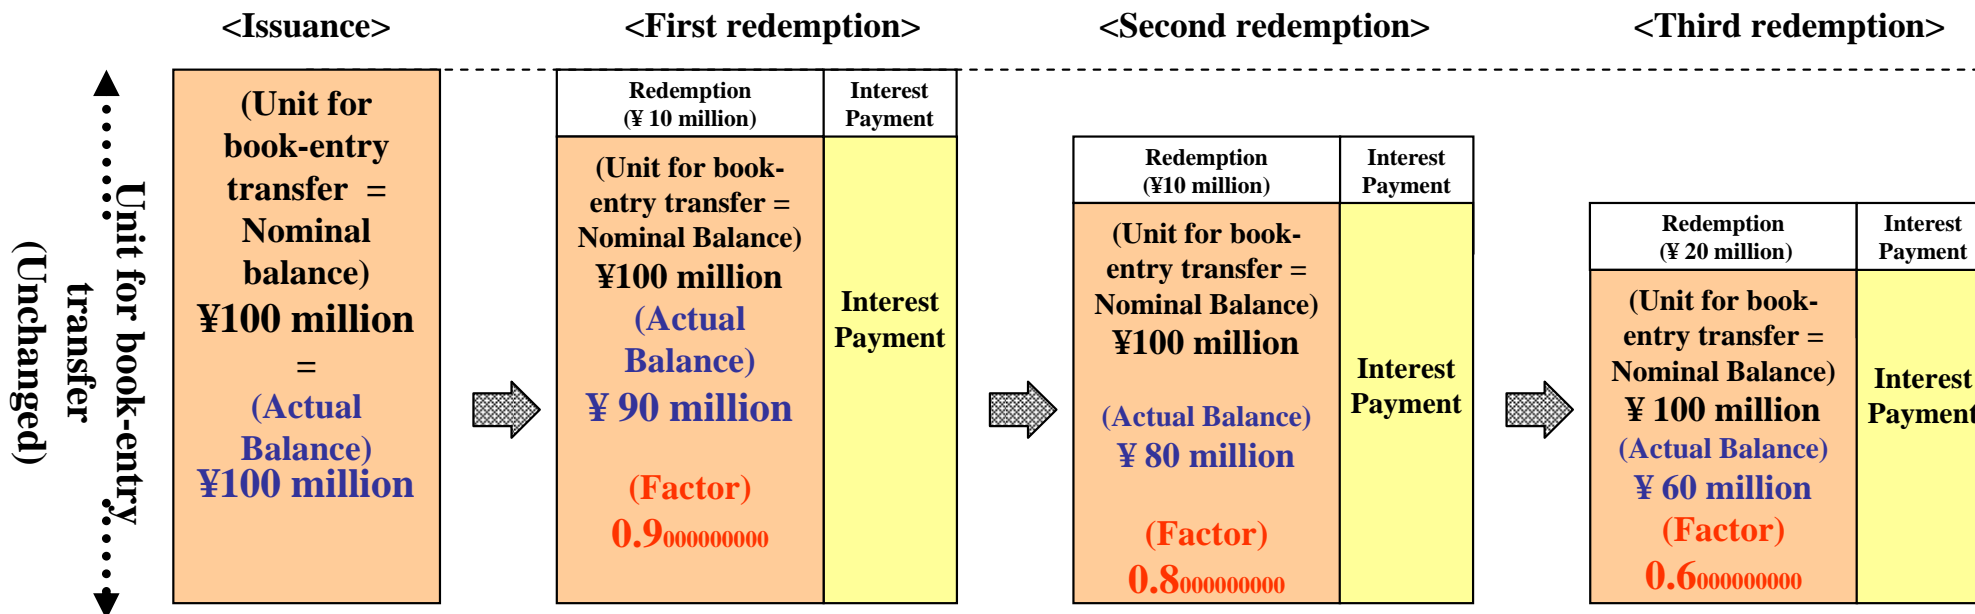 <Issuance>
<First redemption>
<Second redemption>
<Third redemption>
Unit for book-entry
transfer
(Unchanged)
(Unit for
book-entry
transfer =
Nominal
balance)
¥100 million
=
(Actual
Balance)
¥100 million
Redemption
(¥ 10 million)
Interest
Payment
(Unit for book-
entry transfer =
Nominal Balance)
¥100 million
(Actual
Balance)
¥ 90 million
(Factor)
0.9000000000
Interest
Payment
Redemption
(¥10 million)
Interest
Payment
(Unit for book-
entry transfer =
Nominal Balance)
¥100 million
(Actual Balance)
¥ 80 million
(Factor)
0.8000000000
Interest
Payment
Redemption
(¥ 20 million)
Interest
Payment
(Unit for book-
entry transfer =
Nominal Balance)
¥ 100 million
(Actual Balance)
¥ 60 million
(Factor)
0.6000000000
Interest
Payment